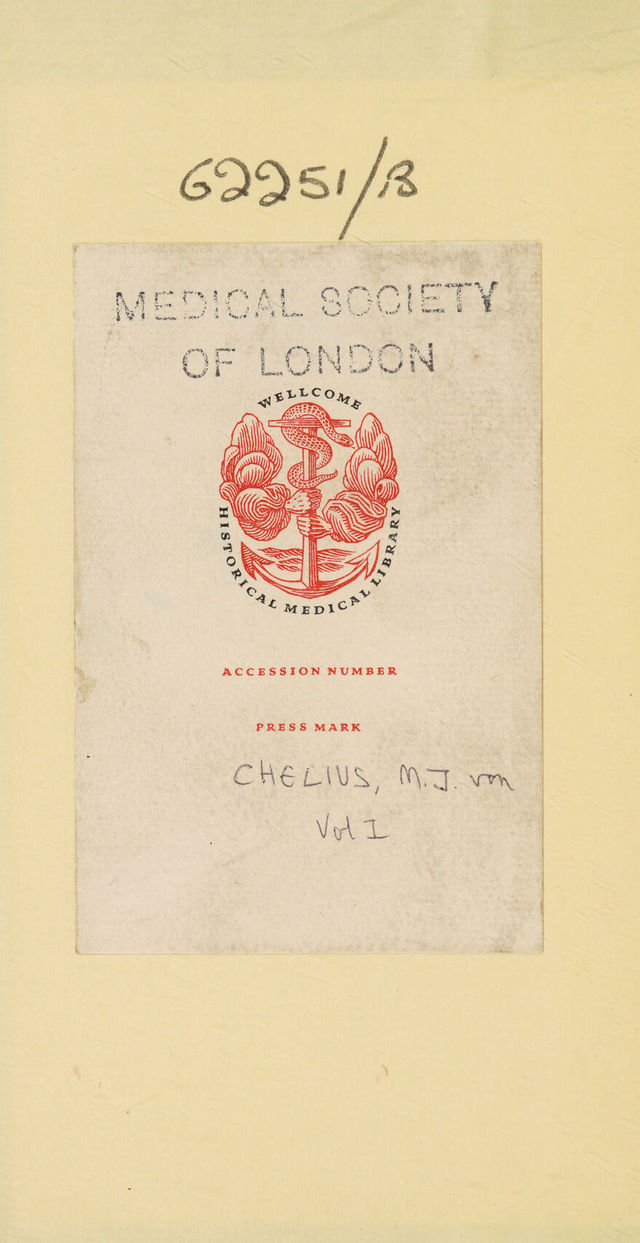 62251/B
MEDICAL SOCIETY
OF LONDON
WELLCOME
HISTORICAL MEDICAL LIBRARY
ACCESSION NUMBER
PRESS MARK
CHELIUS, M.J. von
Vol I